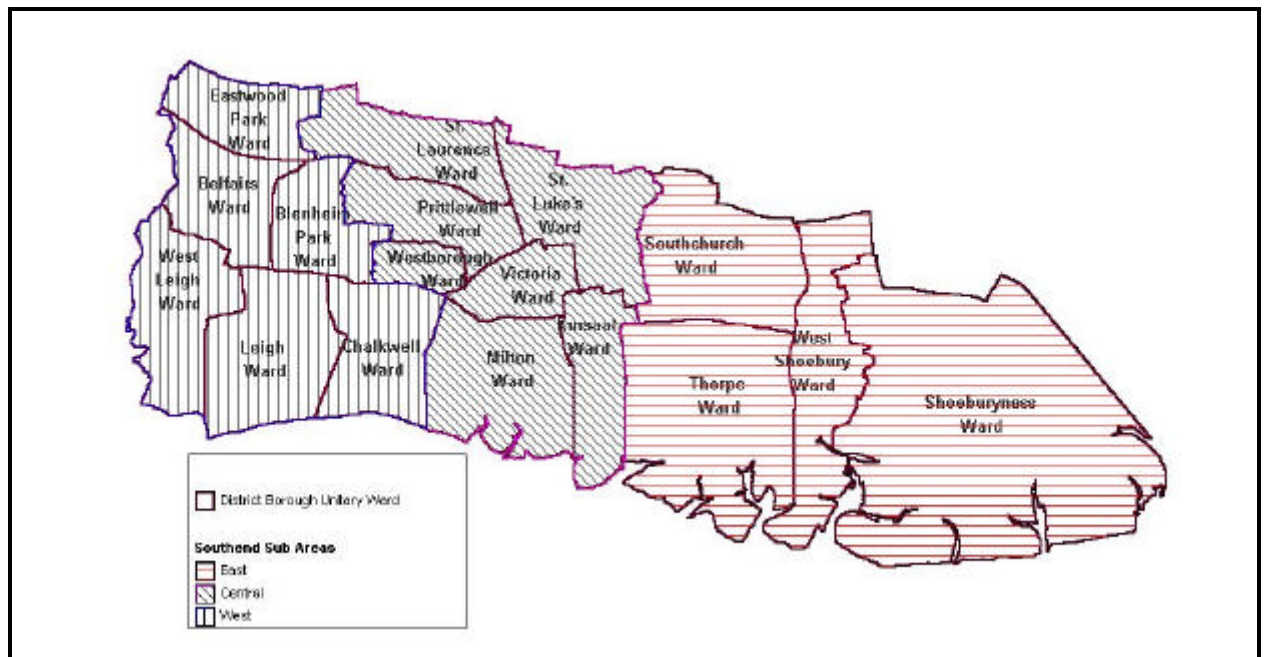 Eastwood
Park
Ward
St.
Laurence
Ward
Belfairs
Ward
St.
Luke's
Ward
Prittlewell
Ward
Blenheim
Park
Ward
Southchurch
Ward
West
Leigh
Ward
Westborough
Ward
Victoria
Ward
Kursaal
Ward
Leigh
Ward
Chalkwell
Ward
Milton
Ward
West
Shoebury
Ward
Thorpe
Ward
Shoeburyness
Ward
District Borough Unitary Ward
Southend Sub Areas
East
Central
West